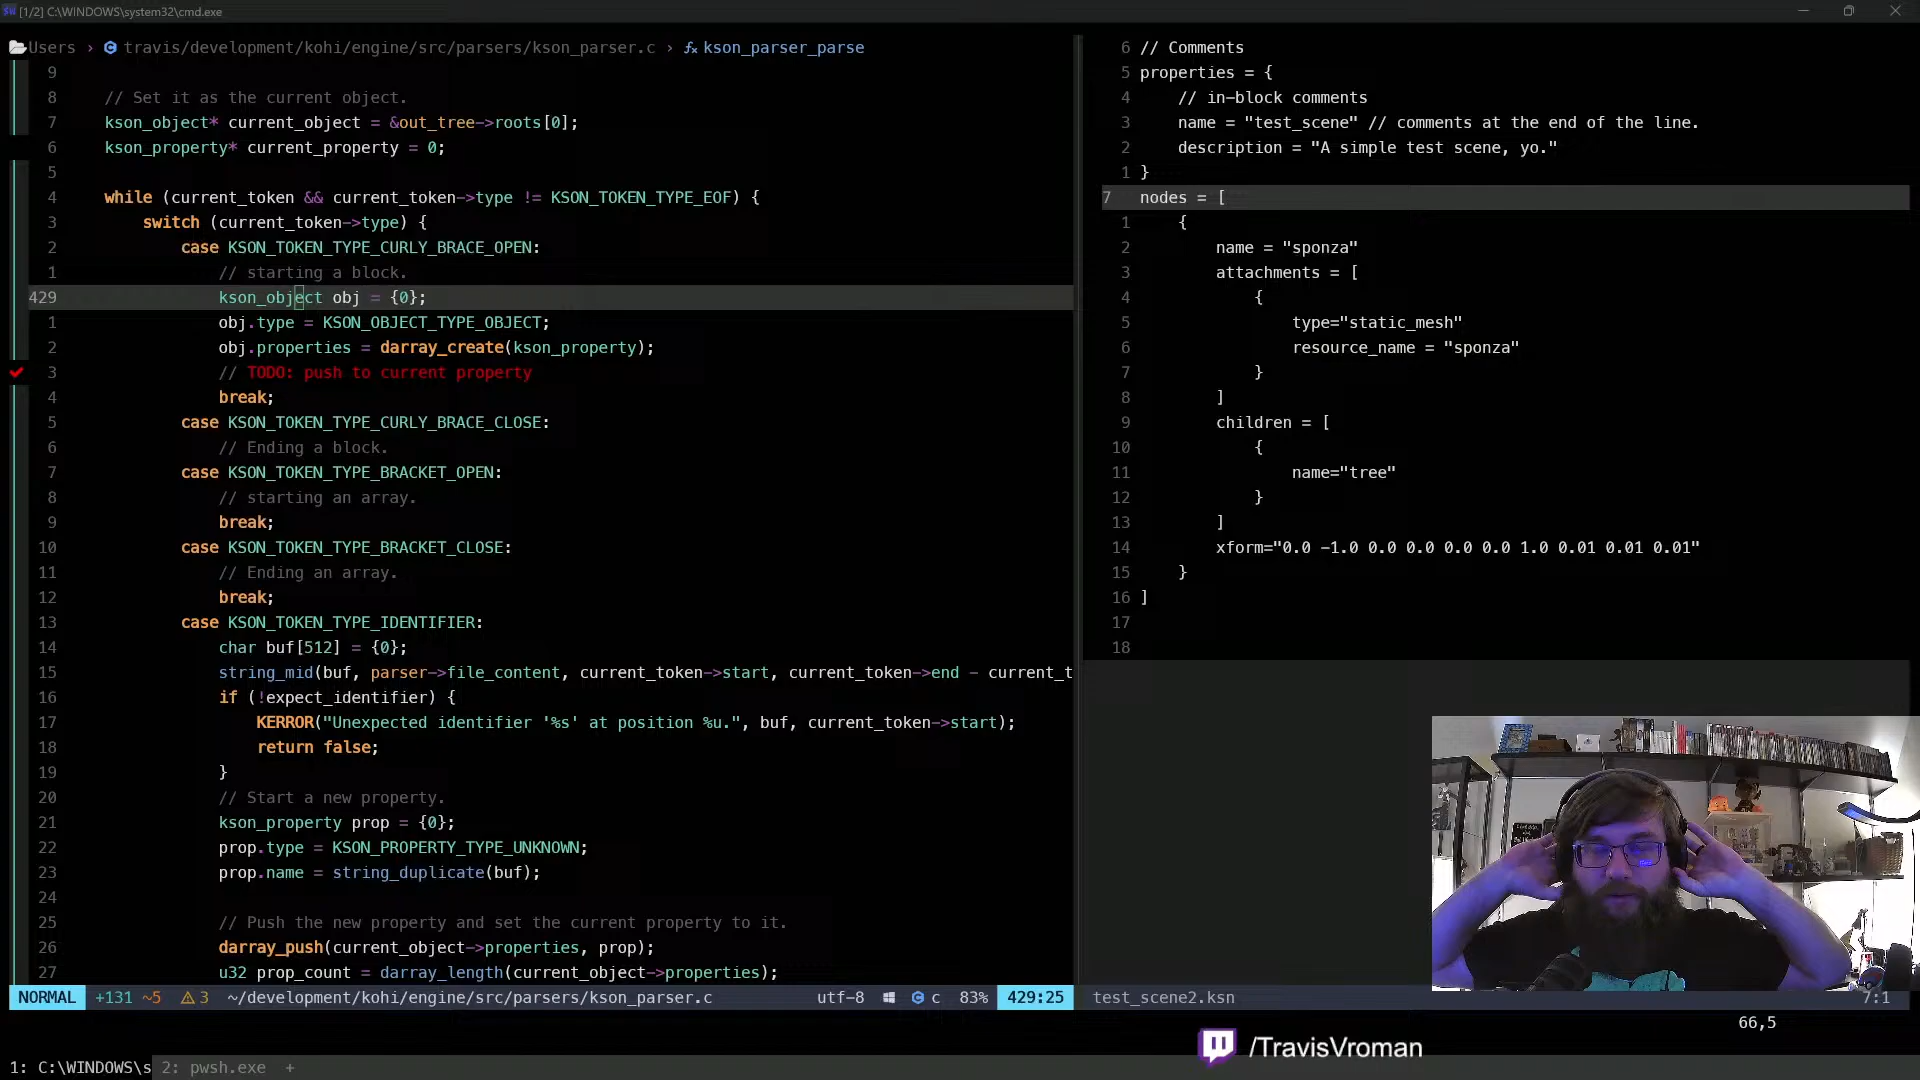 [1/2] C:\WINDOWS\system32\cmd.exe
Users › travis/development/kohi/engine/src/parsers/kson_parser.c › fx kson_parser_parse
9
8 // Set it as the current object.
7 kson_object* current_object = &out_tree->roots[0];
6 kson_property* current_property = 0;
5
4 while (current_token && current_token->type != KSON_TOKEN_TYPE_EOF) {
3 switch (current_token->type) {
2 case KSON_TOKEN_TYPE_CURLY_BRACE_OPEN:
1 // starting a block.
429 kson_object obj = {0};
1 obj.type = KSON_OBJECT_TYPE_OBJECT;
2 obj.properties = darray_create(kson_property);
3 // TODO: push to current property
4 break;
5 case KSON_TOKEN_TYPE_CURLY_BRACE_CLOSE:
6 // Ending a block.
7 case KSON_TOKEN_TYPE_BRACKET_OPEN:
8 // starting an array.
9 break;
10 case KSON_TOKEN_TYPE_BRACKET_CLOSE:
11 // Ending an array.
12 break;
13 case KSON_TOKEN_TYPE_IDENTIFIER:
14 char buf[512] = {0};
15 string_mid(buf, parser->file_content, current_token->start, current_token->end - current_t
16 if (!expect_identifier) {
17 KERROR("Unexpected identifier '%s' at position %u.", buf, current_token->start);
18 return false;
19 }
20 // Start a new property.
21 kson_property prop = {0};
22 prop.type = KSON_PROPERTY_TYPE_UNKNOWN;
23 prop.name = string_duplicate(buf);
24
25 // Push the new property and set the current property to it.
26 darray_push(current_object->properties, prop);
27 u32 prop_count = darray_length(current_object->properties);
NORMAL +131 ~5 3 ~/development/kohi/engine/src/parsers/kson_parser.c utf-8 c 83% 429:25
6 // Comments
5 properties = {
4 // in-block comments
3 name = "test_scene" // comments at the end of the line.
2 description = "A simple test scene, yo."
1 }
7 nodes = [
1 {
2 name = "sponza"
3 attachments = [
4 {
5 type="static_mesh"
6 resource_name = "sponza"
7 }
8 ]
9 children = [
10 {
11 name="tree"
12 }
13 ]
14 xform="0.0 -1.0 0.0 0.0 0.0 0.0 1.0 0.01 0.01 0.01"
15 }
16 ]
17
18
test_scene2.ksn 7:1
66,5
/TravisVroman
1: C:\WINDOWS\s 2: pwsh.exe +